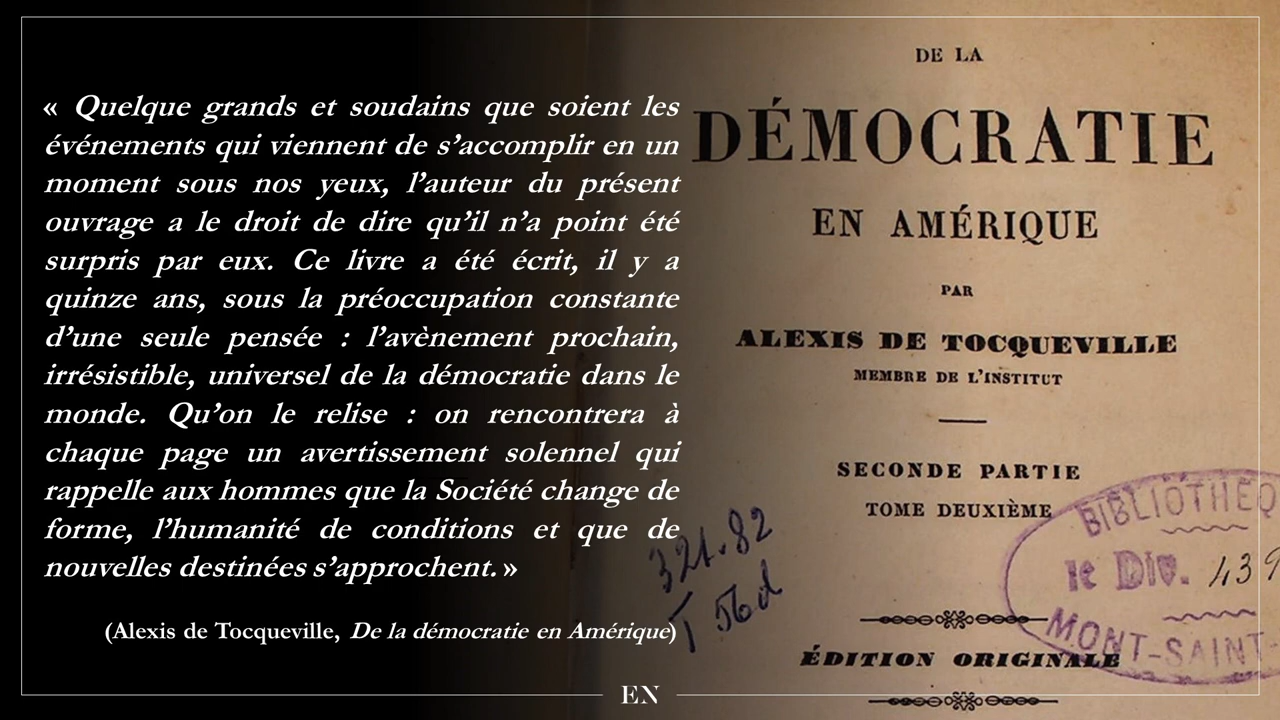 « Quelque grands et soudains que soient les
événements qui viennent de s’accomplir en un
moment sous nos yeux, l’auteur du présent
ouvrage a le droit de dire qu’il n’a point été
surpris par eux. Ce livre a été écrit, il y a
quinze ans, sous la préoccupation constante
d’une seule pensée : l’avènement prochain,
irrésistible, universel de la démocratie dans le
monde. Qu’on le relise : on rencontrera à
chaque page un avertissement solennel qui
rappelle aux hommes que la Société change de
forme, l’humanité de conditions et que de
nouvelles destinées s’approchent. »
(Alexis de Tocqueville, De la démocratie en Amérique)
EN
DE LA
DÉMOCRATIE
EN AMÉRIQUE
PAR
ALEXIS DE TOCQUEVILLE
MEMBRE DE L’INSTITUT
SECONDE PARTIE
TOME DEUXIÈME
321.82
T 56d
BIBLIOTHEQ
Ie Div. 439
MONT-SAINT-
ÉDITION ORIGINALE